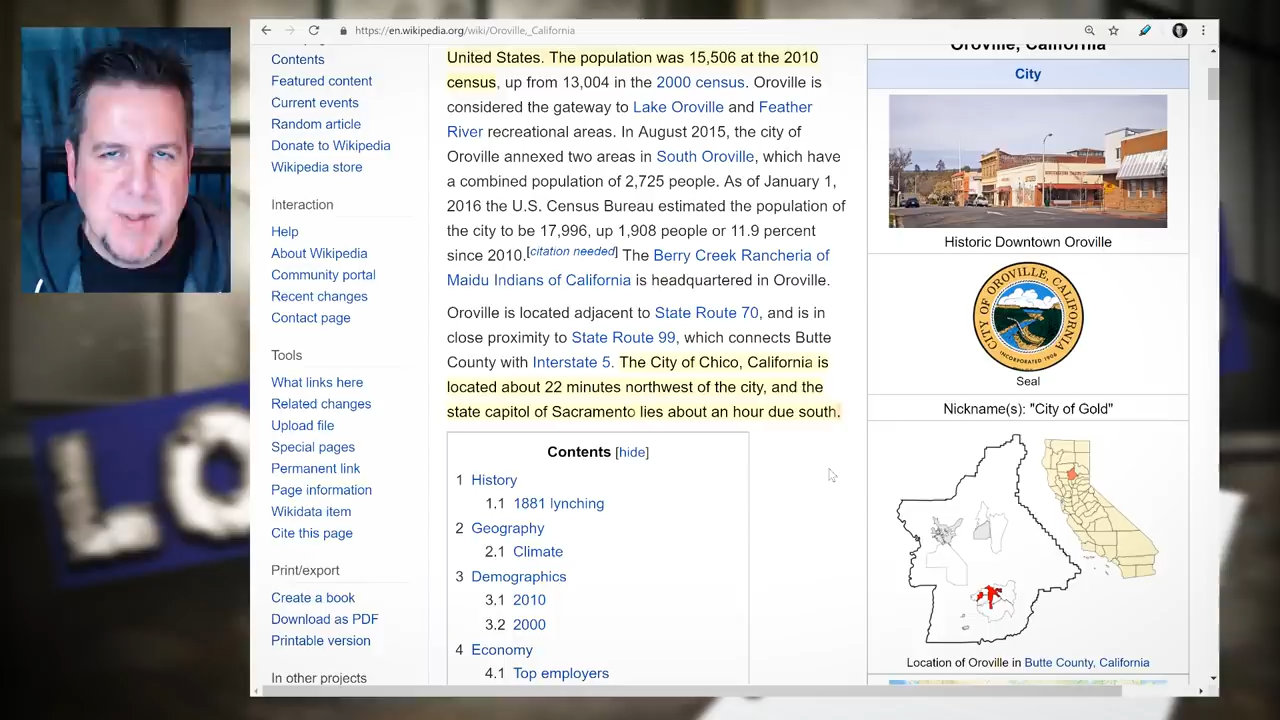 https://en.wikipedia.org/wiki/Oroville,_California
Contents
Featured content
Current events
Random article
Donate to Wikipedia
Wikipedia store
Interaction
Help
About Wikipedia
Community portal
Recent changes
Contact page
Tools
What links here
Related changes
Upload file
Special pages
Permanent link
Page information
Wikidata item
Cite this page
Print/export
Create a book
Download as PDF
Printable version
In other projects
United States. The population was 15,506 at the 2010
census, up from 13,004 in the 2000 census. Oroville is
considered the gateway to Lake Oroville and Feather
River recreational areas. In August 2015, the city of
Oroville annexed two areas in South Oroville, which have
a combined population of 2,725 people. As of January 1,
2016 the U.S. Census Bureau estimated the population of
the city to be 17,996, up 1,908 people or 11.9 percent
since 2010.[citation needed] The Berry Creek Rancheria of
Maidu Indians of California is headquartered in Oroville.
Oroville is located adjacent to State Route 70, and is in
close proximity to State Route 99, which connects Butte
County with Interstate 5. The City of Chico, California is
located about 22 minutes northwest of the city, and the
state capitol of Sacramento lies about an hour due south.
Contents [hide]
1 History
1.1 1881 lynching
2 Geography
2.1 Climate
3 Demographics
3.1 2010
3.2 2000
4 Economy
4.1 Top employers
Oroville, California
City
Historic Downtown Oroville
CITY OF OROVILLE, CALIFORNIA
INCORPORATED 1906
Seal
Nickname(s): "City of Gold"
Location of Oroville in Butte County, California
LO